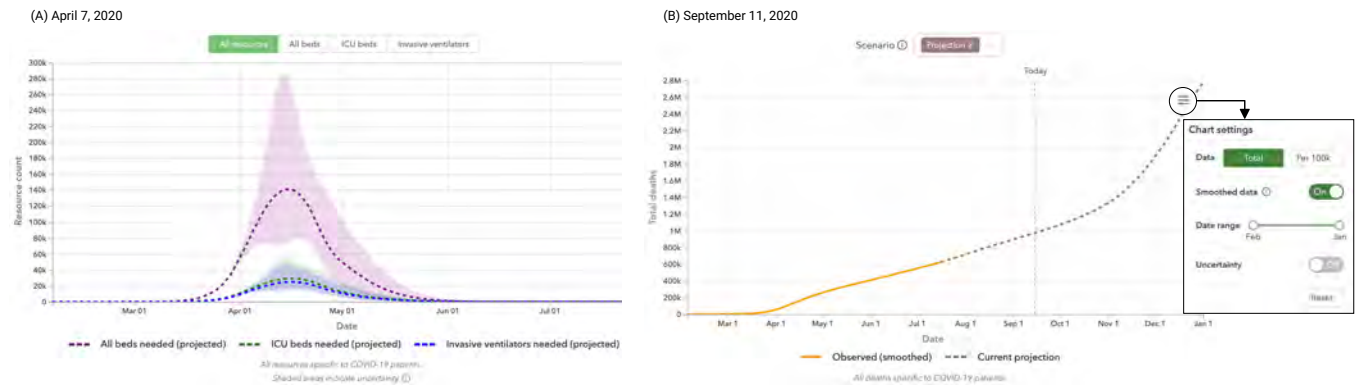 (A) April 7, 2020
All resources All beds ICU beds Invasive ventilators
300k
280k
260k
240k
220k
200k
180k
160k
140k
120k
100k
80k
60k
40k
20k
0
Resource count
Mar 01 Apr 01 May 01 Jun 01 Jul 01
Date
All beds needed (projected) ICU beds needed (projected) Invasive ventilators needed (projected)
All resources specific to COVID-19 patients.
Shaded areas indicate uncertainty
(B) September 11, 2020
Scenario Projection
Today
2.8M
2.6M
2.4M
2.2M
2M
1.8M
1.6M
1.4M
1.2M
1M
800k
600k
400k
200k
0
Total deaths
Mar 1 Apr 1 May 1 Jun 1 Jul 1 Aug 1 Sep 1 Oct 1 Nov 1 Dec 1 Jan 1
Date
Observed (smoothed) Current projection
All deaths specific to COVID-19 patients.
Chart settings
Data Total Per 100k
Smoothed data On
Date range
Feb Jan
Uncertainty Off
Reset